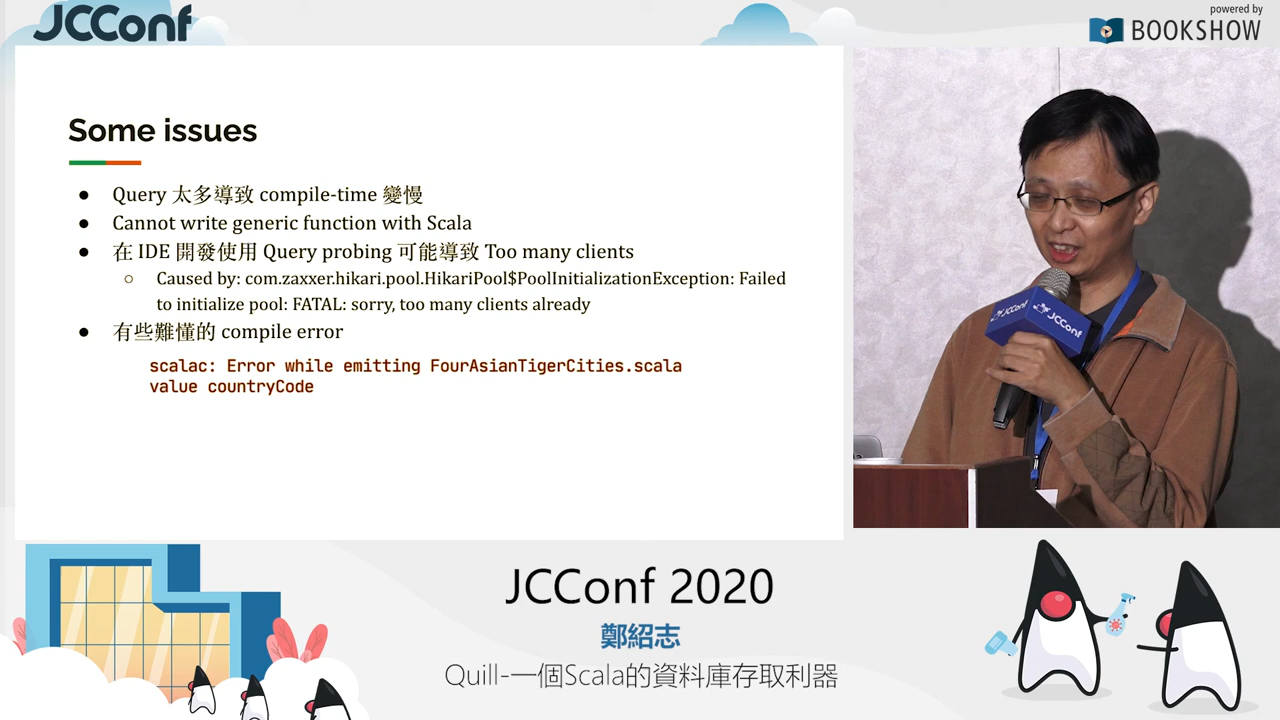 JCConf
powered by
BOOKSHOW
Some issues
● Query 太多導致 compile-time 變慢
● Cannot write generic function with Scala
● 在 IDE 開發使用 Query probing 可能導致 Too many clients
○ Caused by: com.zaxxer.hikari.pool.HikariPool$PoolInitializationException: Failed
to initialize pool: FATAL: sorry, too many clients already
● 有些難懂的 compile error
scalac: Error while emitting FourAsianTigerCities.scala
value countryCode
JCConf
JCConf
JCConf 2020
鄭紹志
Quill-一個Scala的資料庫存取利器